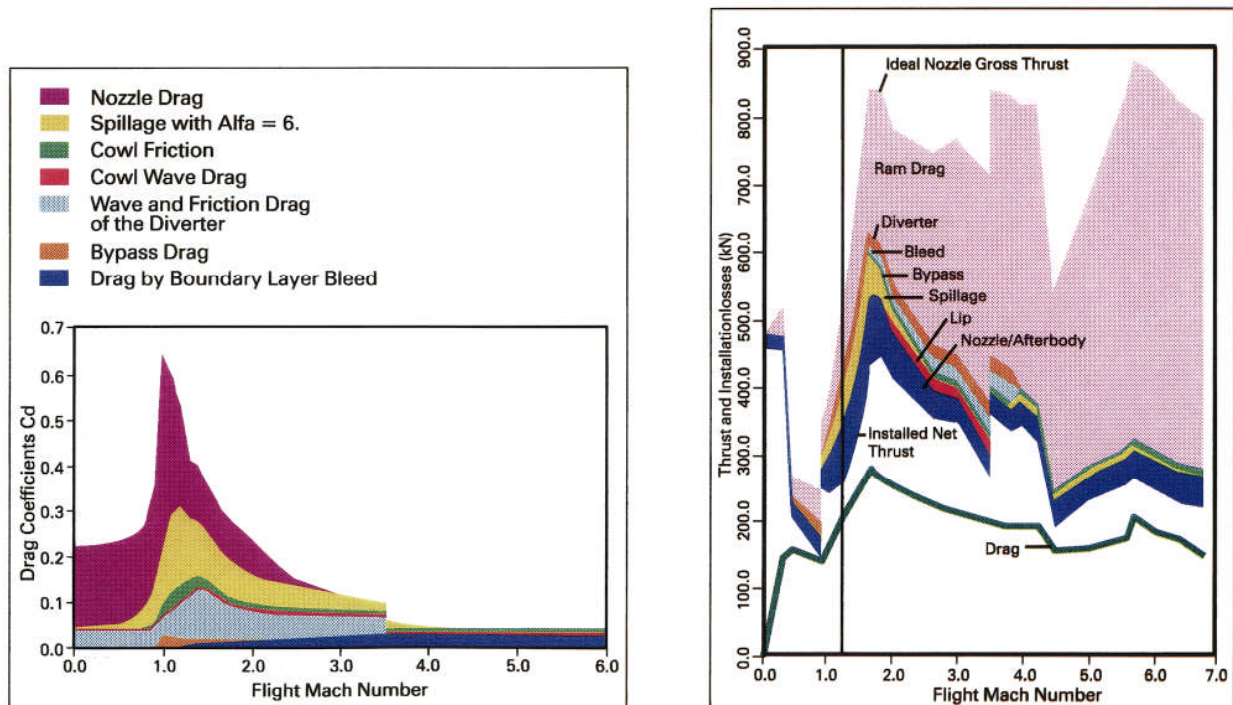 Nozzle Drag
Spillage with Alfa = 6.
Cowl Friction
Cowl Wave Drag
Wave and Friction Drag
of the Diverter
Bypass Drag
Drag by Boundary Layer Bleed
Drag Coefficients Cd
0.7
0.6
0.5
0.4
0.3
0.2
0.1
0.0
0.0 1.0 2.0 3.0 4.0 5.0 6.0
Flight Mach Number
Thrust and Installationlosses (kN)
900.0
800.0
700.0
600.0
500.0
400.0
300.0
200.0
100.0
0.0
Ideal Nozzle Gross Thrust
Ram Drag
Diverter
Bleed
Bypass
Spillage
Lip
Nozzle/Afterbody
Installed Net
Thrust
Drag
0.0 1.0 2.0 3.0 4.0 5.0 6.0 7.0
Flight Mach Number